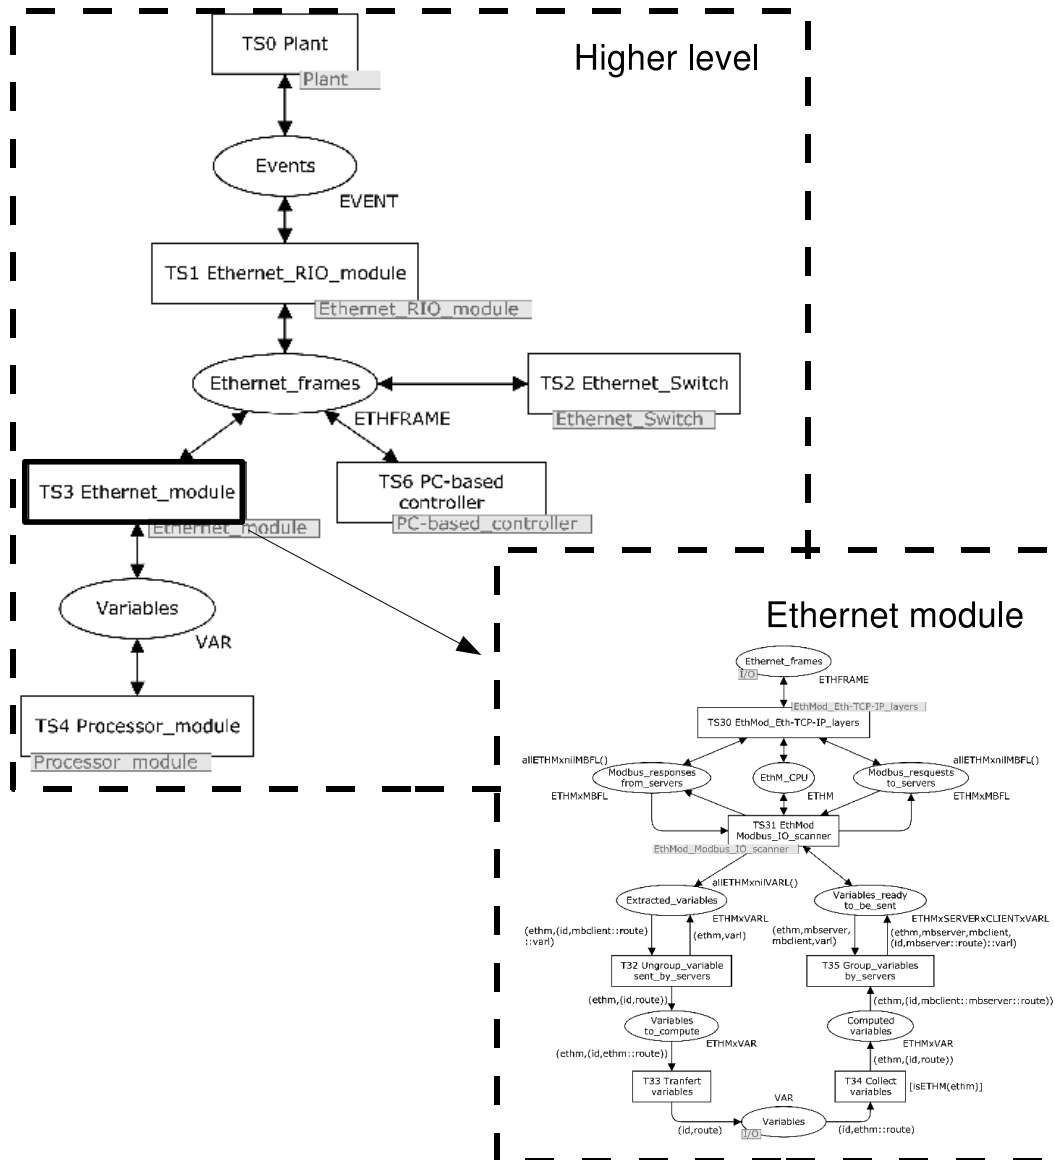 TS0 Plant
Higher level
Plant
Events
EVENT
TS1 Ethernet_RIO_module
Ethernet_RIO_module
Ethernet_frames
TS2 Ethernet_Switch
ETHFRAME
Ethernet_Switch
TS3 Ethernet_module
TS6 PC-based
controller
Ethernet_module
PC-based_controller
Variables
VAR
TS4 Processor_module
Processor_module
Ethernet module
Ethernet_frames
I/O
ETHFRAME
EthMod_Eth-TCP-IP_layers
TS30 EthMod_Eth-TCP-IP_layers
allETHMxnilMBFL()
allETHMxnilMBFL()
Modbus_responses
from_servers
EthM_CPU
Modbus_resquests
to_servers
ETHMxMBFL
ETHM
ETHMxMBFL
TS31 EthMod
Modbus_IO_scanner
EthMod_Modbus_IO_scanner
allETHMxnilVARL()
Extracted_variables
Variables_ready
to_be_sent
ETHMxVARL
ETHMxSERVERxCLIENTxVARL
(ethm,(id,mbclient::route)
::varl)
(ethm,varl)
(ethm,mbserver,
mbclient,varl)
(ethm,mbserver,mbclient,
(id,mbserver::route)::varl)
T32 Ungroup_variable
sent_by_servers
T35 Group_variables
by_servers
(ethm,(id,route))
(ethm,(id,mbclient::mbserver::route))
Variables
to_compute
Computed
variables
ETHMxVAR
ETHMxVAR
(ethm,(id,ethm::route))
(ethm,(id,route))
T33 Tranfert
variables
T34 Collect
variables
[isETHM(ethm)]
VAR
Variables
I/O
(id,route)
(id,ethm::route)